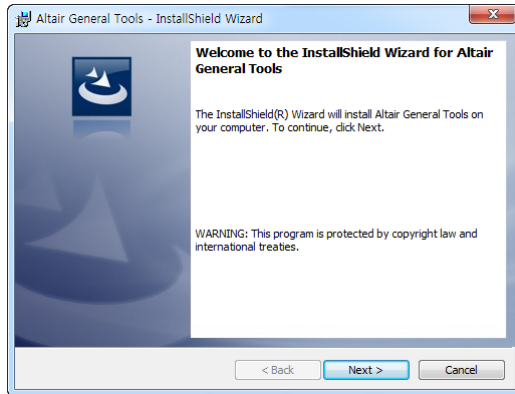 Altair General Tools - InstallShield Wizard
Welcome to the InstallShield Wizard for Altair
General Tools
The InstallShield(R) Wizard will install Altair General Tools on
your computer. To continue, click Next.
WARNING: This program is protected by copyright law and
international treaties.
< Back
Next >
Cancel